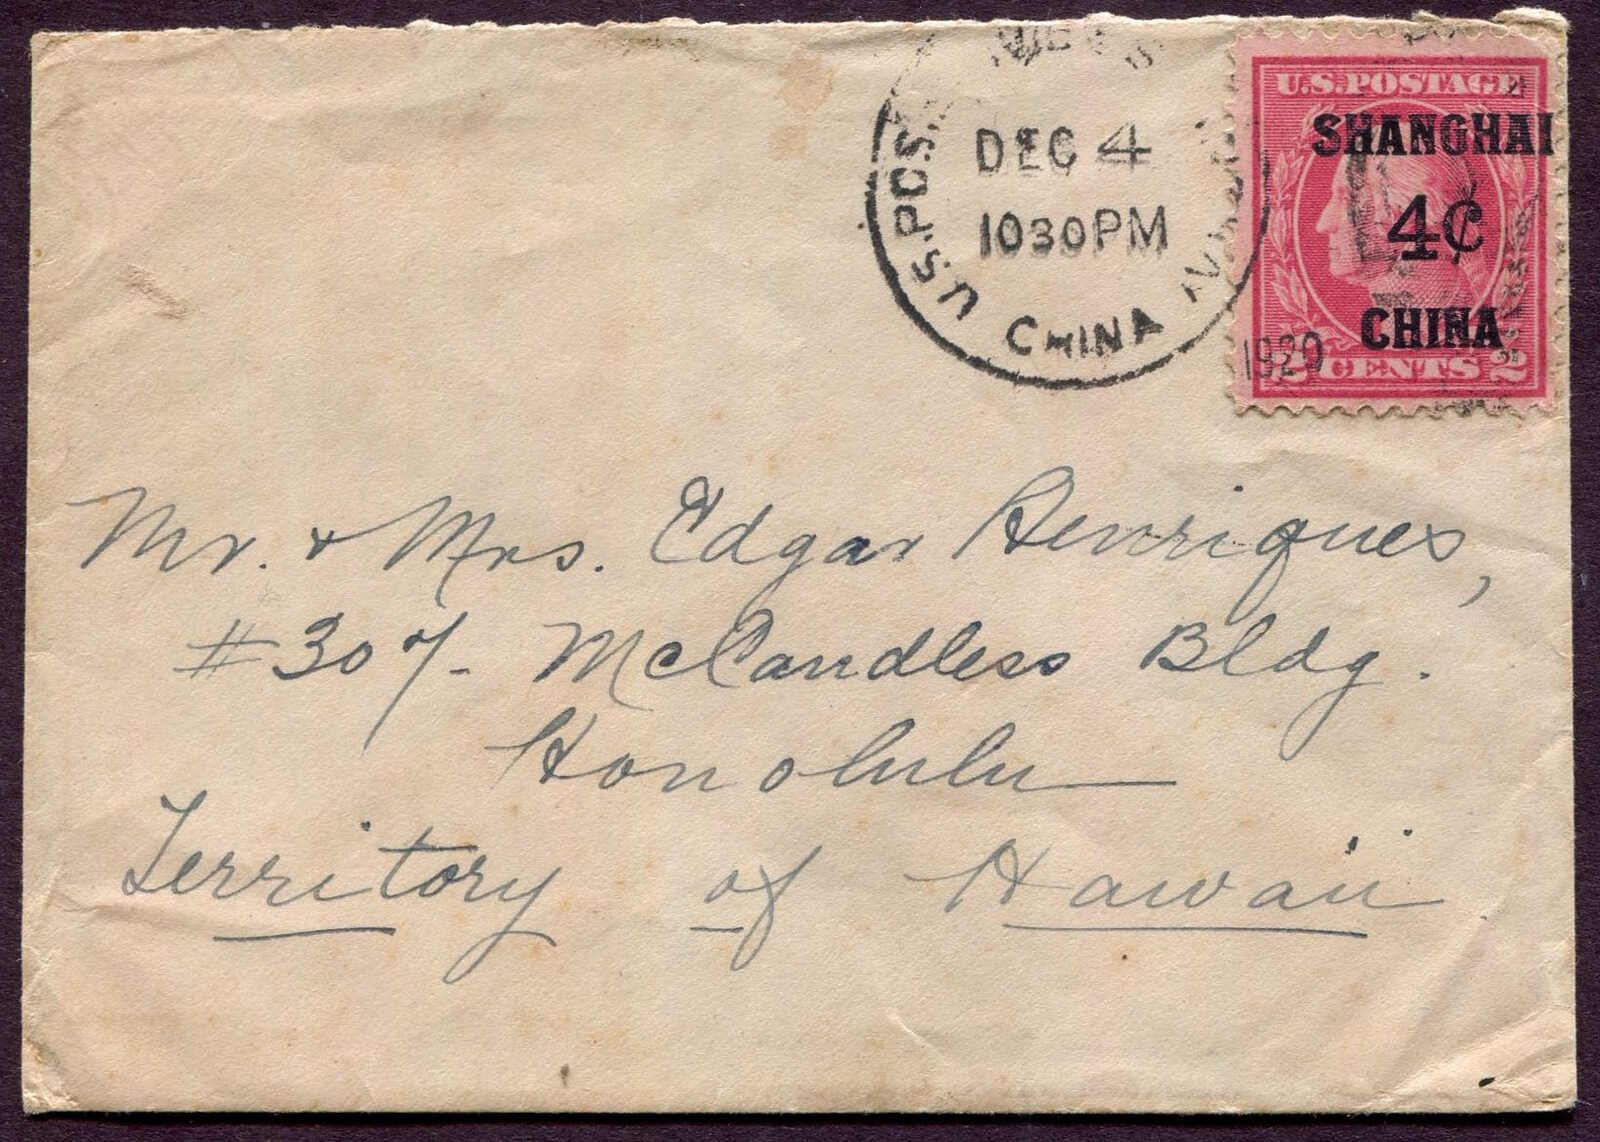 U.S. POSTAGE
SHANGHAI
4¢
CHINA
CENTS 2
DEC 4
1030PM
U.S. POS.
CHINA
1920
Mr. & Mrs. Edgar Henriques,
#307- McCandless Bldg.
Honolulu
Territory of Hawaii